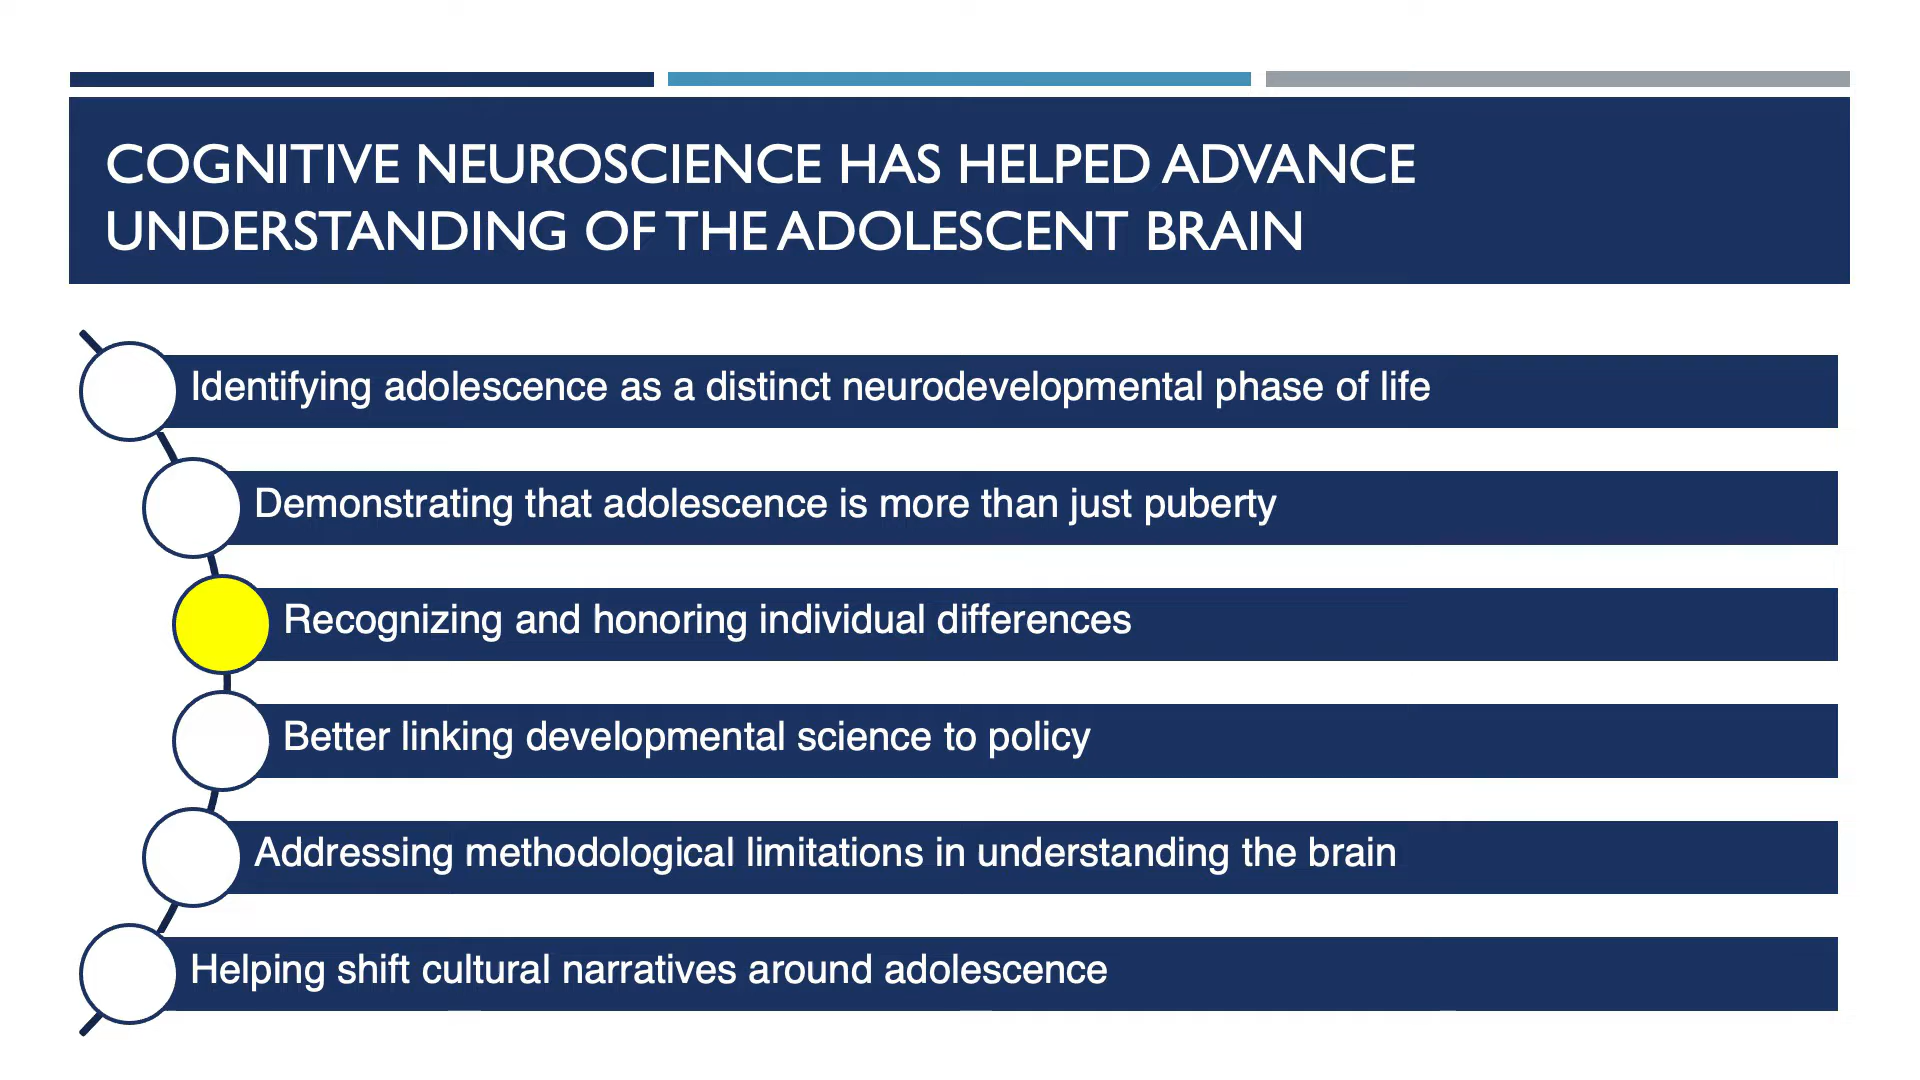 COGNITIVE NEUROSCIENCE HAS HELPED ADVANCE
UNDERSTANDING OF THE ADOLESCENT BRAIN
Identifying adolescence as a distinct neurodevelopmental phase of life
Demonstrating that adolescence is more than just puberty
Recognizing and honoring individual differences
Better linking developmental science to policy
Addressing methodological limitations in understanding the brain
Helping shift cultural narratives around adolescence